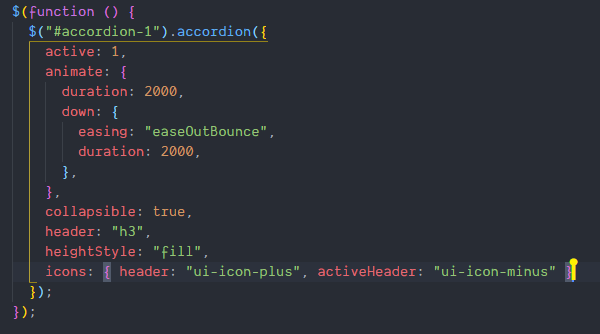 $(function () {
$("#accordion-1").accordion({
active: 1,
animate: {
duration: 2000,
down: {
easing: "easeOutBounce",
duration: 2000,
},
},
collapsible: true,
header: "h3",
heightStyle: "fill",
icons: { header: "ui-icon-plus", activeHeader: "ui-icon-minus" }
});
});